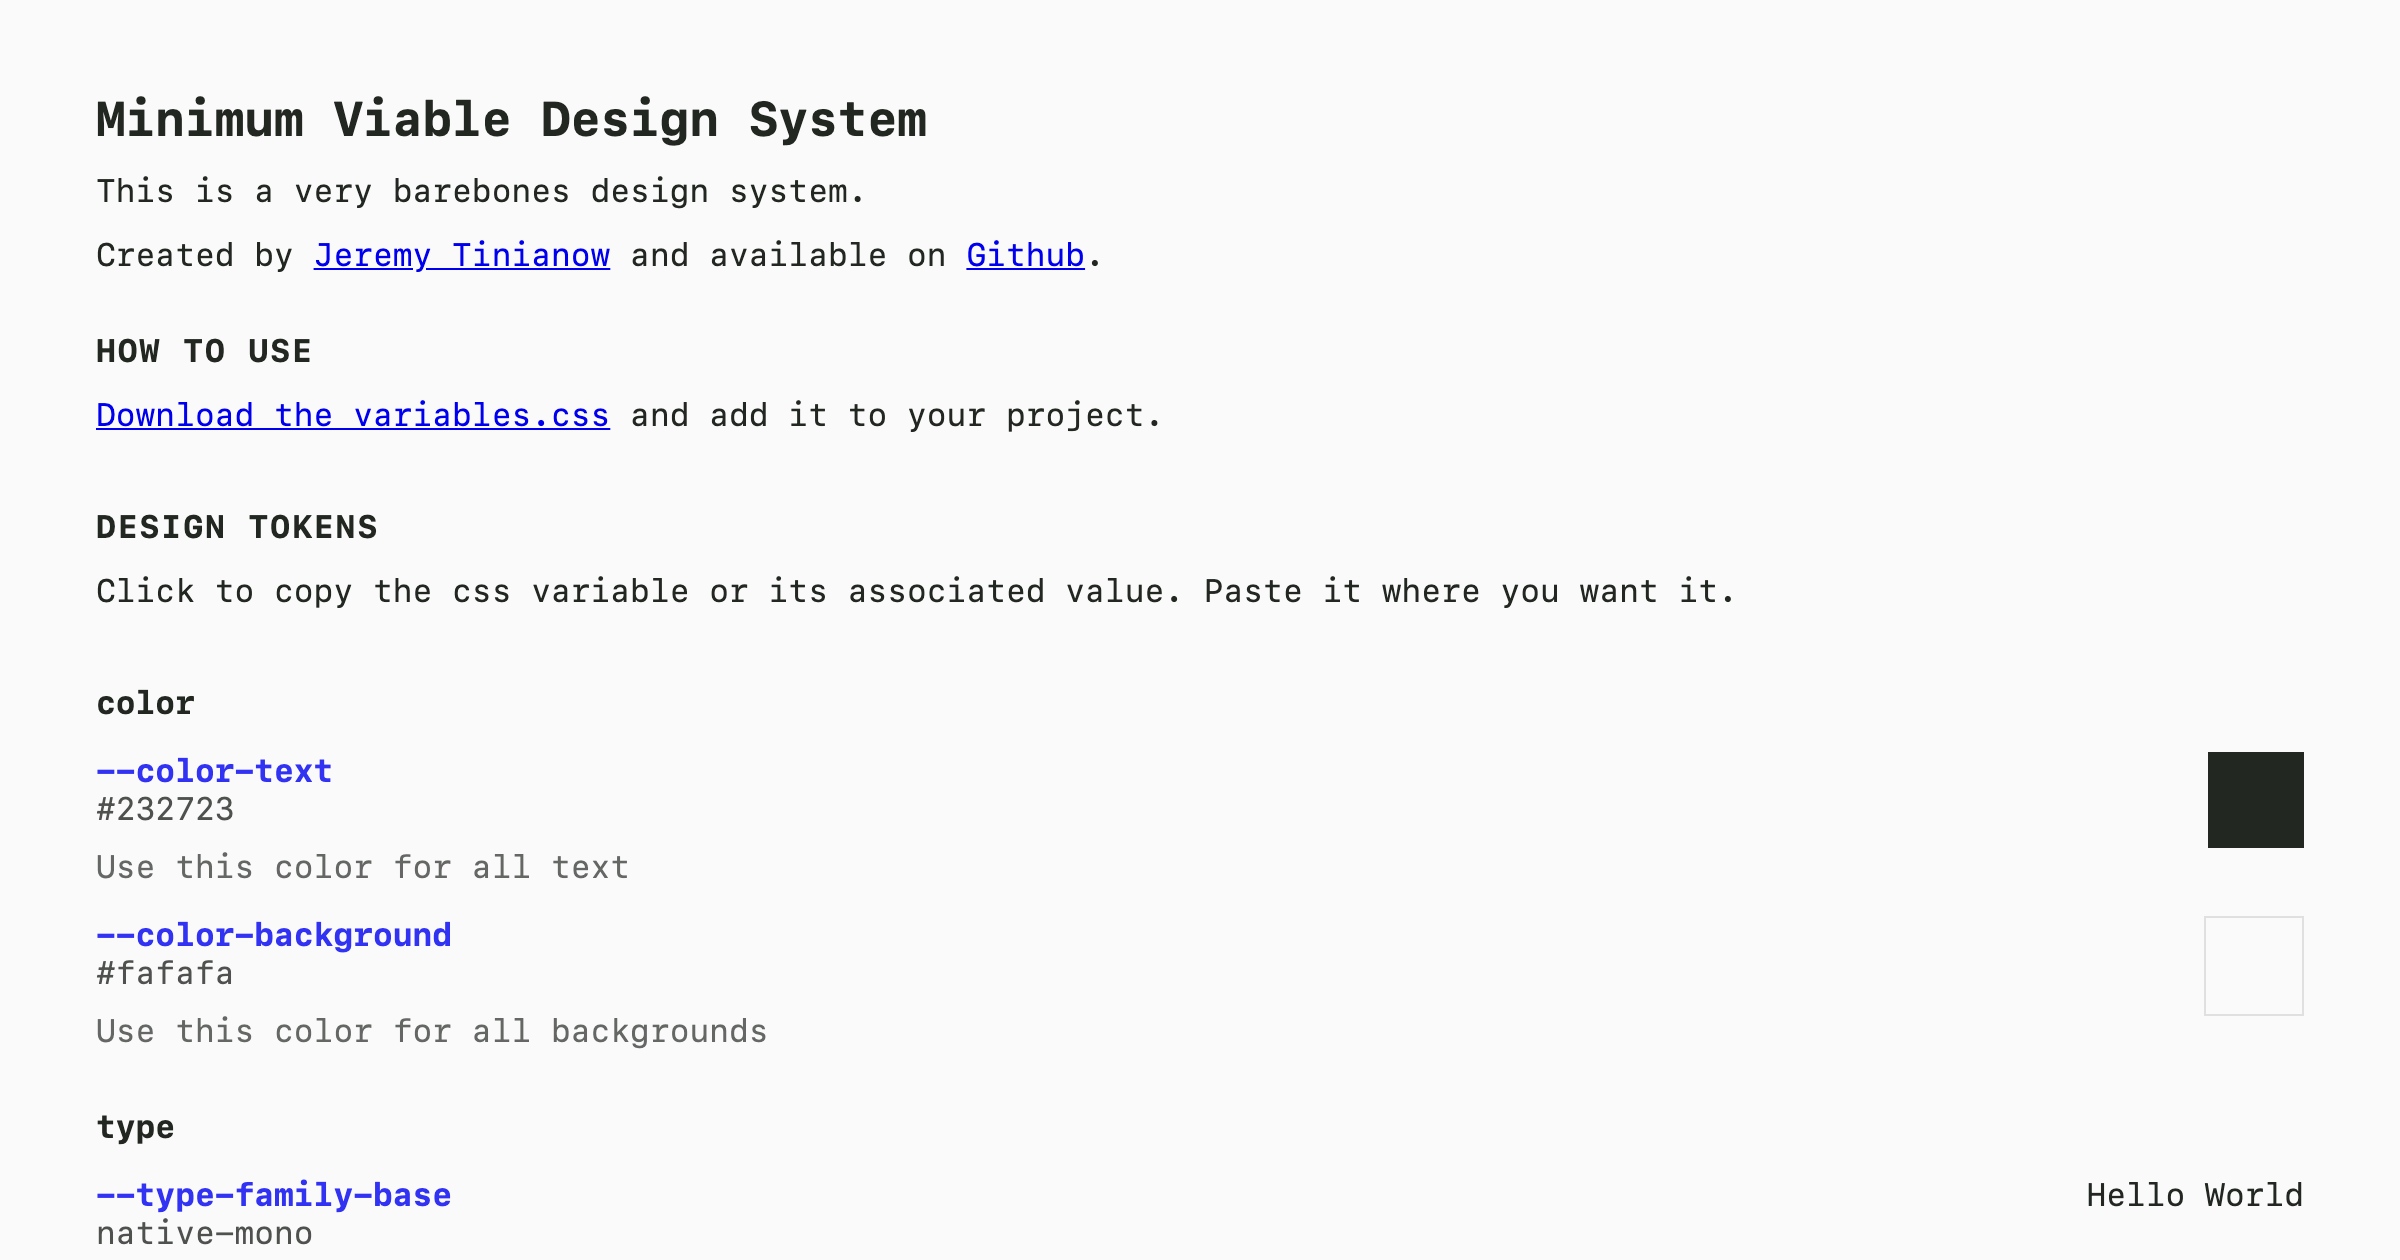 Minimum Viable Design System
This is a very barebones design system.
Created by Jeremy Tinianow and available on Github.
HOW TO USE
Download the variables.css and add it to your project.
DESIGN TOKENS
Click to copy the css variable or its associated value. Paste it where you want it.
color
--color-text
#232723
Use this color for all text
--color-background
#fafafa
Use this color for all backgrounds
type
--type-family-base
Hello World
native-mono